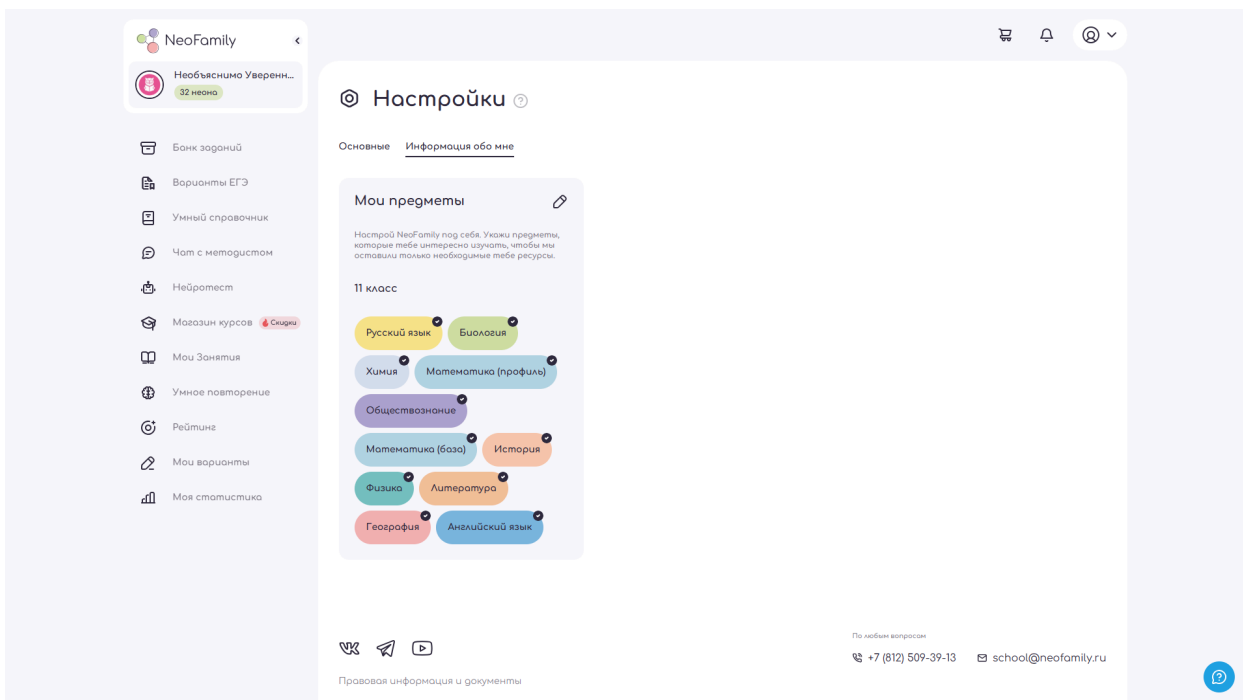 NeoFamily
Необъяснимо Уверенн...
32 неона
Настройки
Основные Информация обо мне
Банк заданий
Варианты ЕГЭ
Умный справочник
Чат с методистом
Нейротест
Магазин курсов Скидки
Мои Занятия
Умное повторение
Рейтинг
Мои варианты
Моя статистика
Мои предметы
Настрой NeoFamily под себя. Укажи предметы,
которые тебе интересно изучать, чтобы мы
оставили только необходимые тебе ресурсы.
11 класс
Русский язык Биология
Химия Математика (профиль)
Обществознание
Математика (база) История
Физика Литература
География Английский язык
По любым вопросам
+7 (812) 509-39-13 school@neofamily.ru
Правовая информация и документы